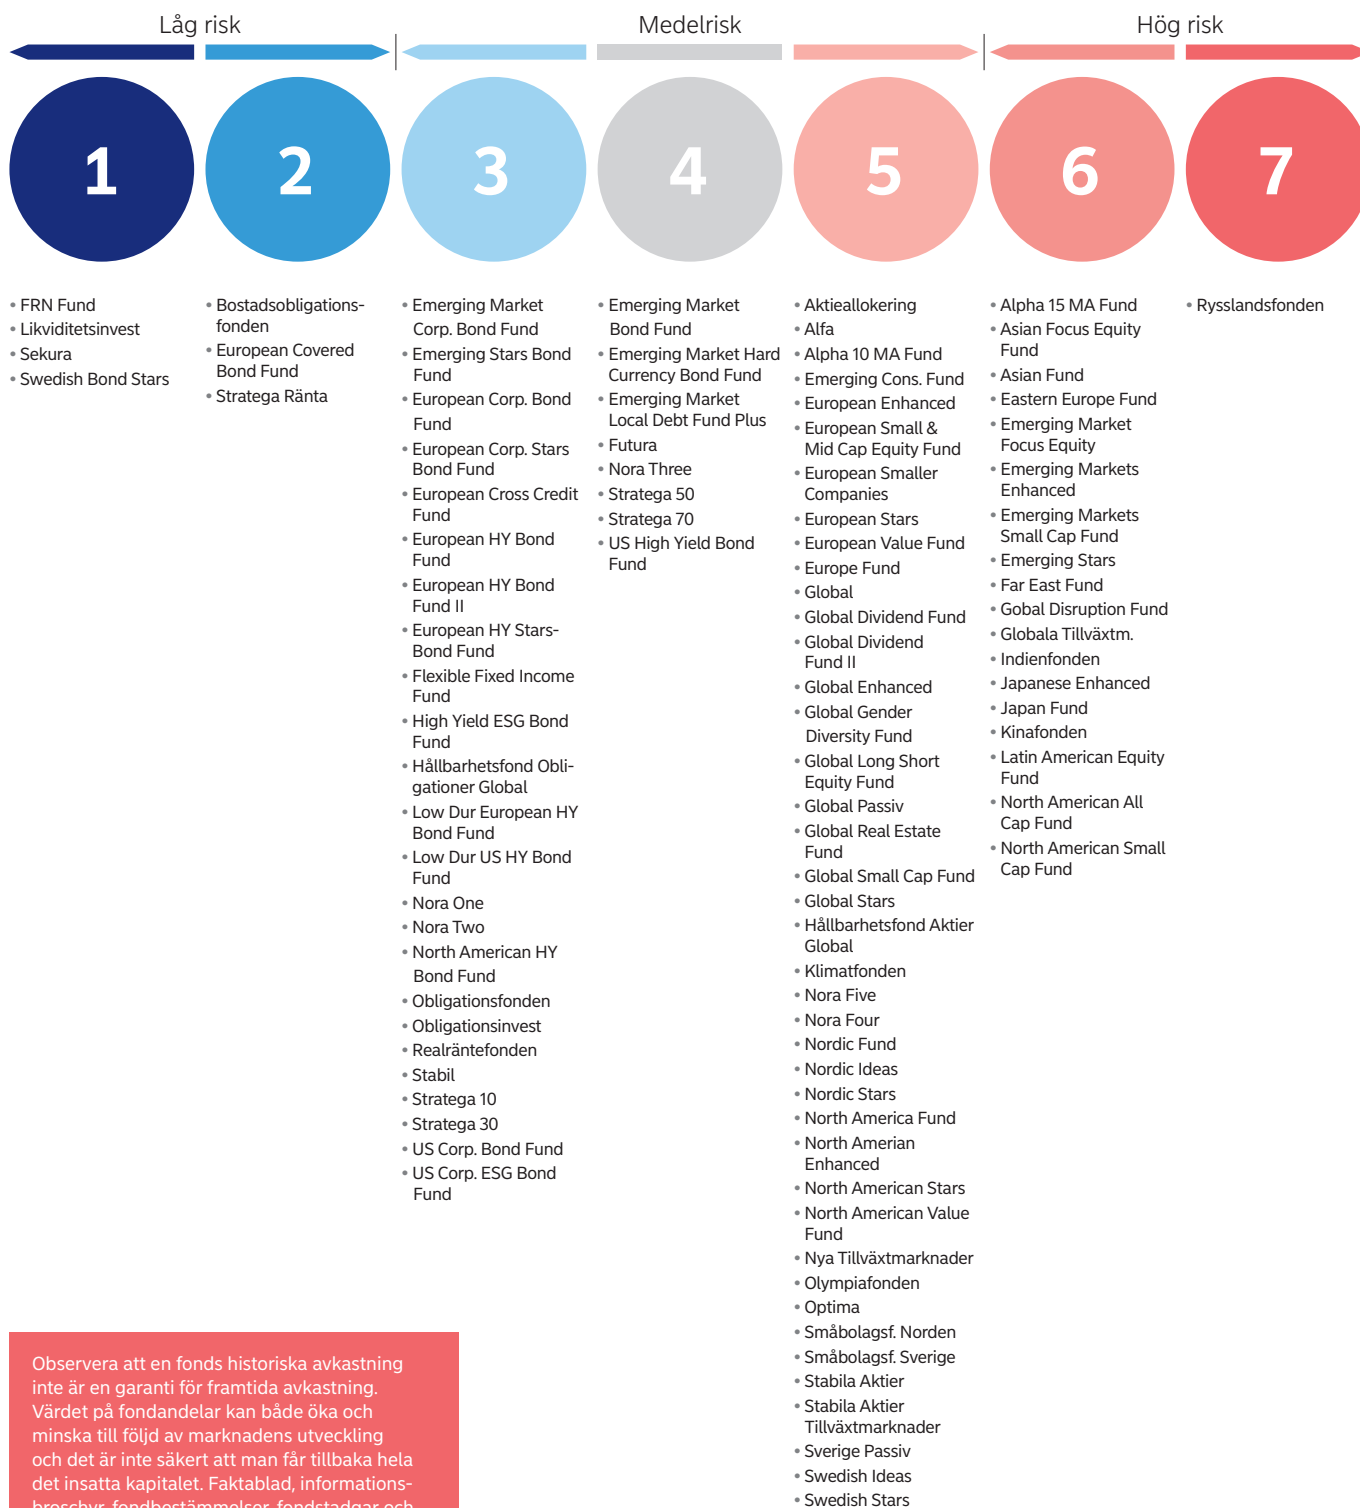 Låg risk
Medelrisk
Hög risk
1
2
3
4
5
6
7
• FRN Fund
• Likviditetsinvest
• Sekura
• Swedish Bond Stars
• Bostadsobligations-
fonden
• European Covered
Bond Fund
• Stratega Ränta
• Emerging Market
Corp. Bond Fund
• Emerging Stars Bond
Fund
• European Corp. Bond
Fund
• European Corp. Stars
Bond Fund
• European Cross Credit
Fund
• European HY Bond
Fund
• European HY Bond
Fund II
• European HY Stars-
Bond Fund
• Flexible Fixed Income
Fund
• High Yield ESG Bond
Fund
• Hållbarhetsfond Obli-
gationer Global
• Low Dur European HY
Bond Fund
• Low Dur US HY Bond
Fund
• Nora One
• Nora Two
• North American HY
Bond Fund
• Obligationsfonden
• Obligationsinvest
• Realräntefonden
• Stabil
• Stratega 10
• Stratega 30
• US Corp. Bond Fund
• US Corp. ESG Bond
Fund
• Emerging Market
Bond Fund
• Emerging Market Hard
Currency Bond Fund
• Emerging Market
Local Debt Fund Plus
• Futura
• Nora Three
• Stratega 50
• Stratega 70
• US High Yield Bond
Fund
• Aktieallokering
• Alfa
• Alpha 10 MA Fund
• Emerging Cons. Fund
• European Enhanced
• European Small &
Mid Cap Equity Fund
• European Smaller
Companies
• European Stars
• European Value Fund
• Europe Fund
• Global
• Global Dividend Fund
• Global Dividend
Fund II
• Global Enhanced
• Global Gender
Diversity Fund
• Global Long Short
Equity Fund
• Global Passiv
• Global Real Estate
Fund
• Global Small Cap Fund
• Global Stars
• Hållbarhetsfond Aktier
Global
• Klimatfonden
• Nora Five
• Nora Four
• Nordic Fund
• Nordic Ideas
• Nordic Stars
• North America Fund
• North Amerian
Enhanced
• North American Stars
• North American Value
Fund
• Nya Tillväxtmarknader
• Olympiafonden
• Optima
• Småbolagsf. Norden
• Småbolagsf. Sverige
• Stabila Aktier
• Stabila Aktier
Tillväxtmarknader
• Sverige Passiv
• Swedish Ideas
• Swedish Stars
• Alpha 15 MA Fund
• Asian Focus Equity
Fund
• Asian Fund
• Eastern Europe Fund
• Emerging Market
Focus Equity
• Emerging Markets
Enhanced
• Emerging Markets
Small Cap Fund
• Emerging Stars
• Far East Fund
• Gobal Disruption Fund
• Globala Tillväxtm.
• Indienfonden
• Japanese Enhanced
• Japan Fund
• Kinafonden
• Latin American Equity
Fund
• North American All
Cap Fund
• North American Small
Cap Fund
• Rysslandsfonden
Observera att en fonds historiska avkastning
inte är en garanti för framtida avkastning.
Värdet på fondandelar kan både öka och
minska till följd av marknadens utveckling
och det är inte säkert att man får tillbaka hela
det insatta kapitalet. Faktablad, informations-
broschyr, fondbestämmelser, fondstadgar och